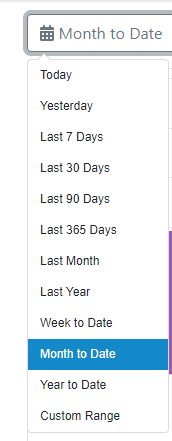 Month to Date
Today
Yesterday
Last 7 Days
Last 30 Days
Last 90 Days
Last 365 Days
Last Month
Last Year
Week to Date
Month to Date
Year to Date
Custom Range